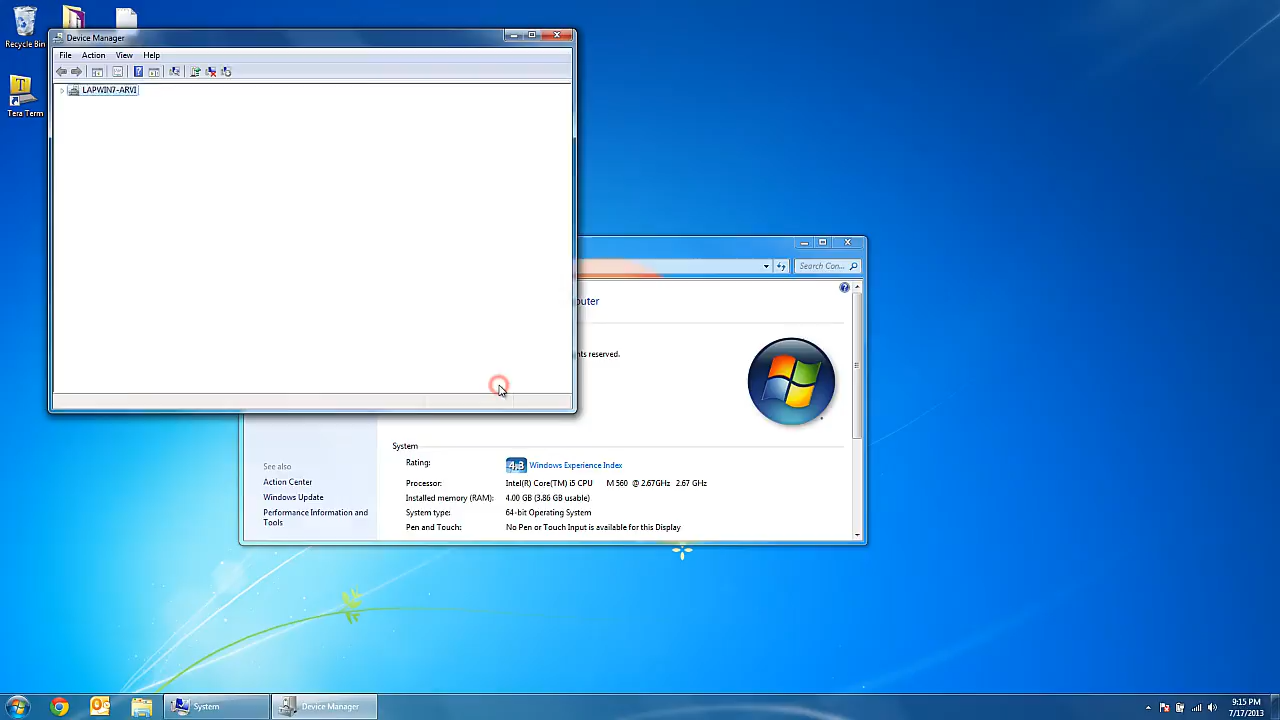 Recycle Bin
Tera Term
Device Manager
File Action View Help
LAPWIN7-ARVI
Search Con...
puter
hts reserved.
System
Rating: 4.3 Windows Experience Index
Processor: Intel(R) Core(TM) i5 CPU M 560 @ 2.67GHz 2.67 GHz
Installed memory (RAM): 4.00 GB (3.86 GB usable)
System type: 64-bit Operating System
Pen and Touch: No Pen or Touch Input is available for this Display
See also
Action Center
Windows Update
Performance Information and
Tools
System
Device Manager
9:15 PM
7/17/2013